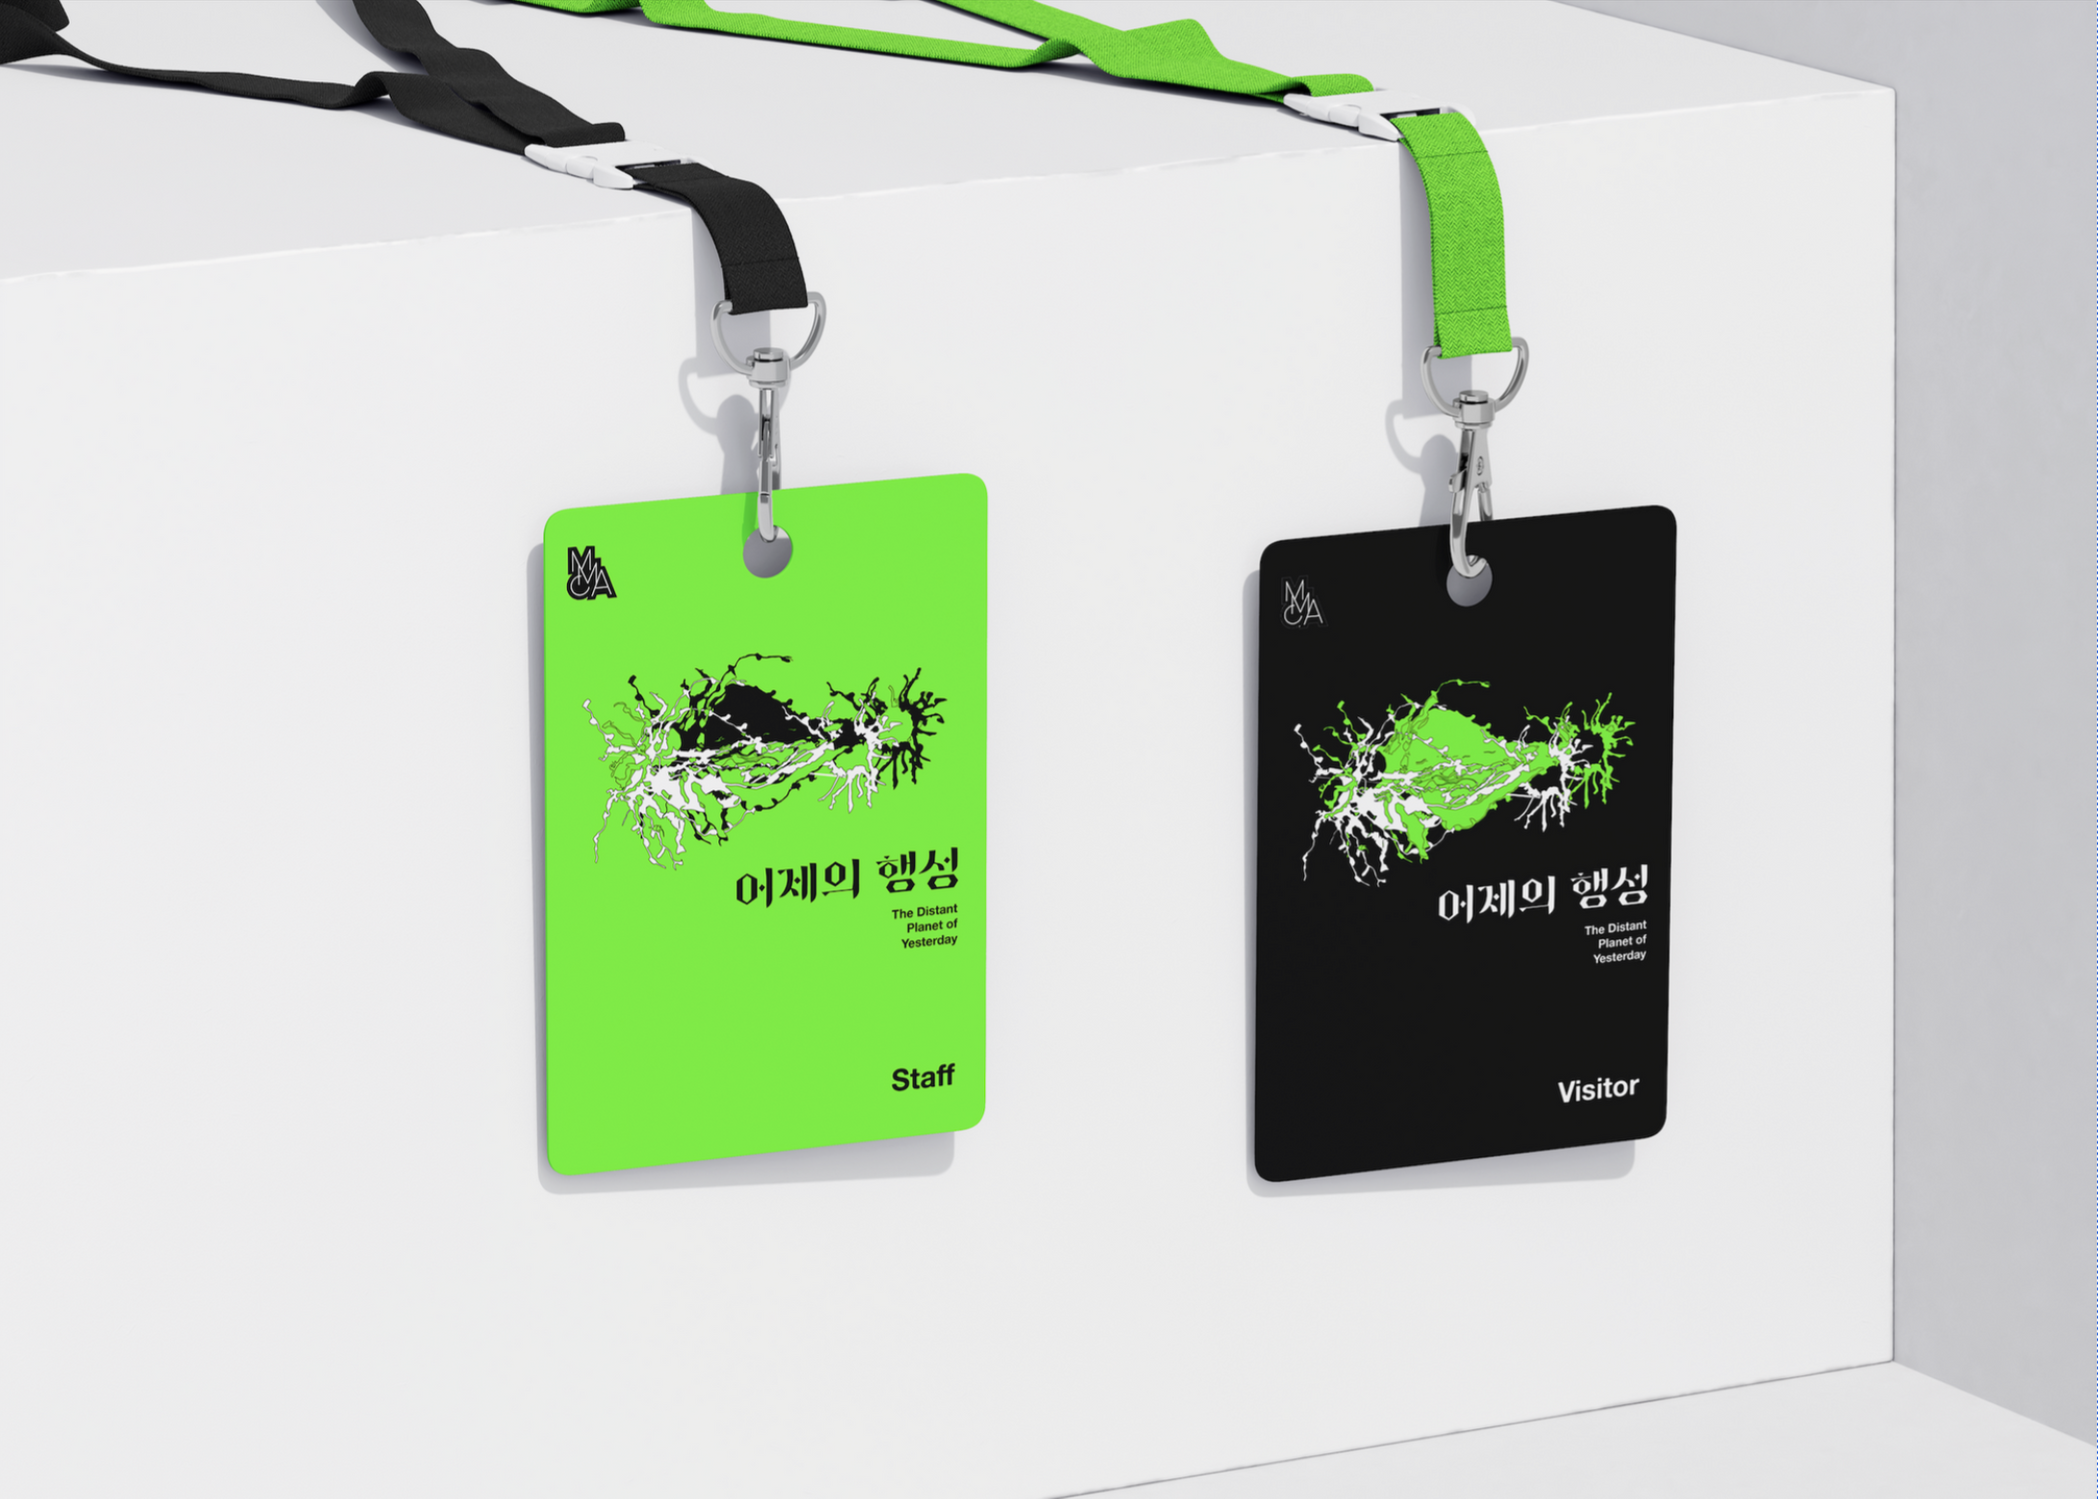 MMCA
어제의 행성
The Distant
Planet of
Yesterday
Staff
MMCA
어제의 행성
The Distant
Planet of
Yesterday
Visitor